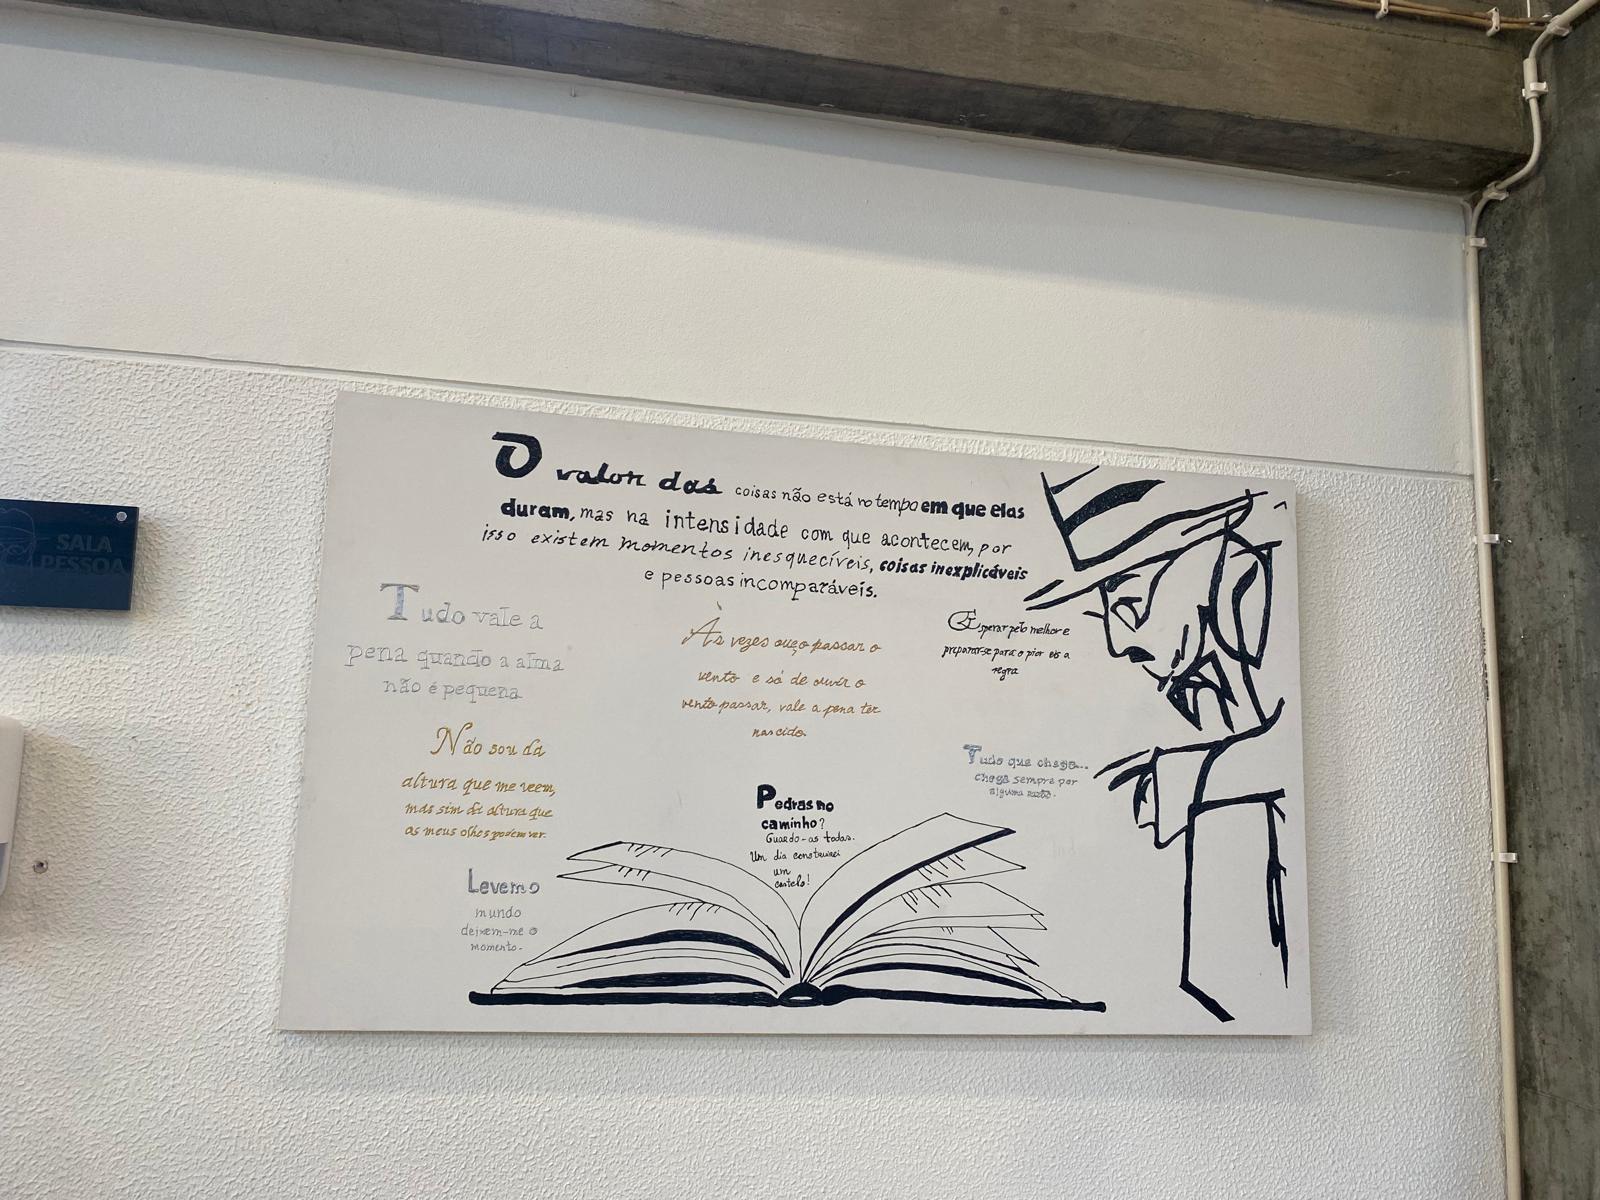 SALA
PESSOA
O valor das coisas não está no tempo em que elas
duram, mas na intensidade com que acontecem, por
isso existem momentos inesquecíveis, coisas inexplicáveis
e pessoas incomparáveis.
Tudo vale a
pena quando a alma
não é pequena
Às vezes ouço passar o
vento e só de ouvir o
vento passar, vale a pena ter
nascido.
Esperar pelo melhor e
preparar-se para o pior eis a
regra
Não sou da
altura que me veem,
mas sim da altura que
os meus olhos podem ver.
Tudo que chega...
chega sempre por
alguma razão.
Pedras no
caminho?
Guardo-as todas.
Um dia construirei
um
castelo!
Levem o
mundo
deixem-me o
momento.